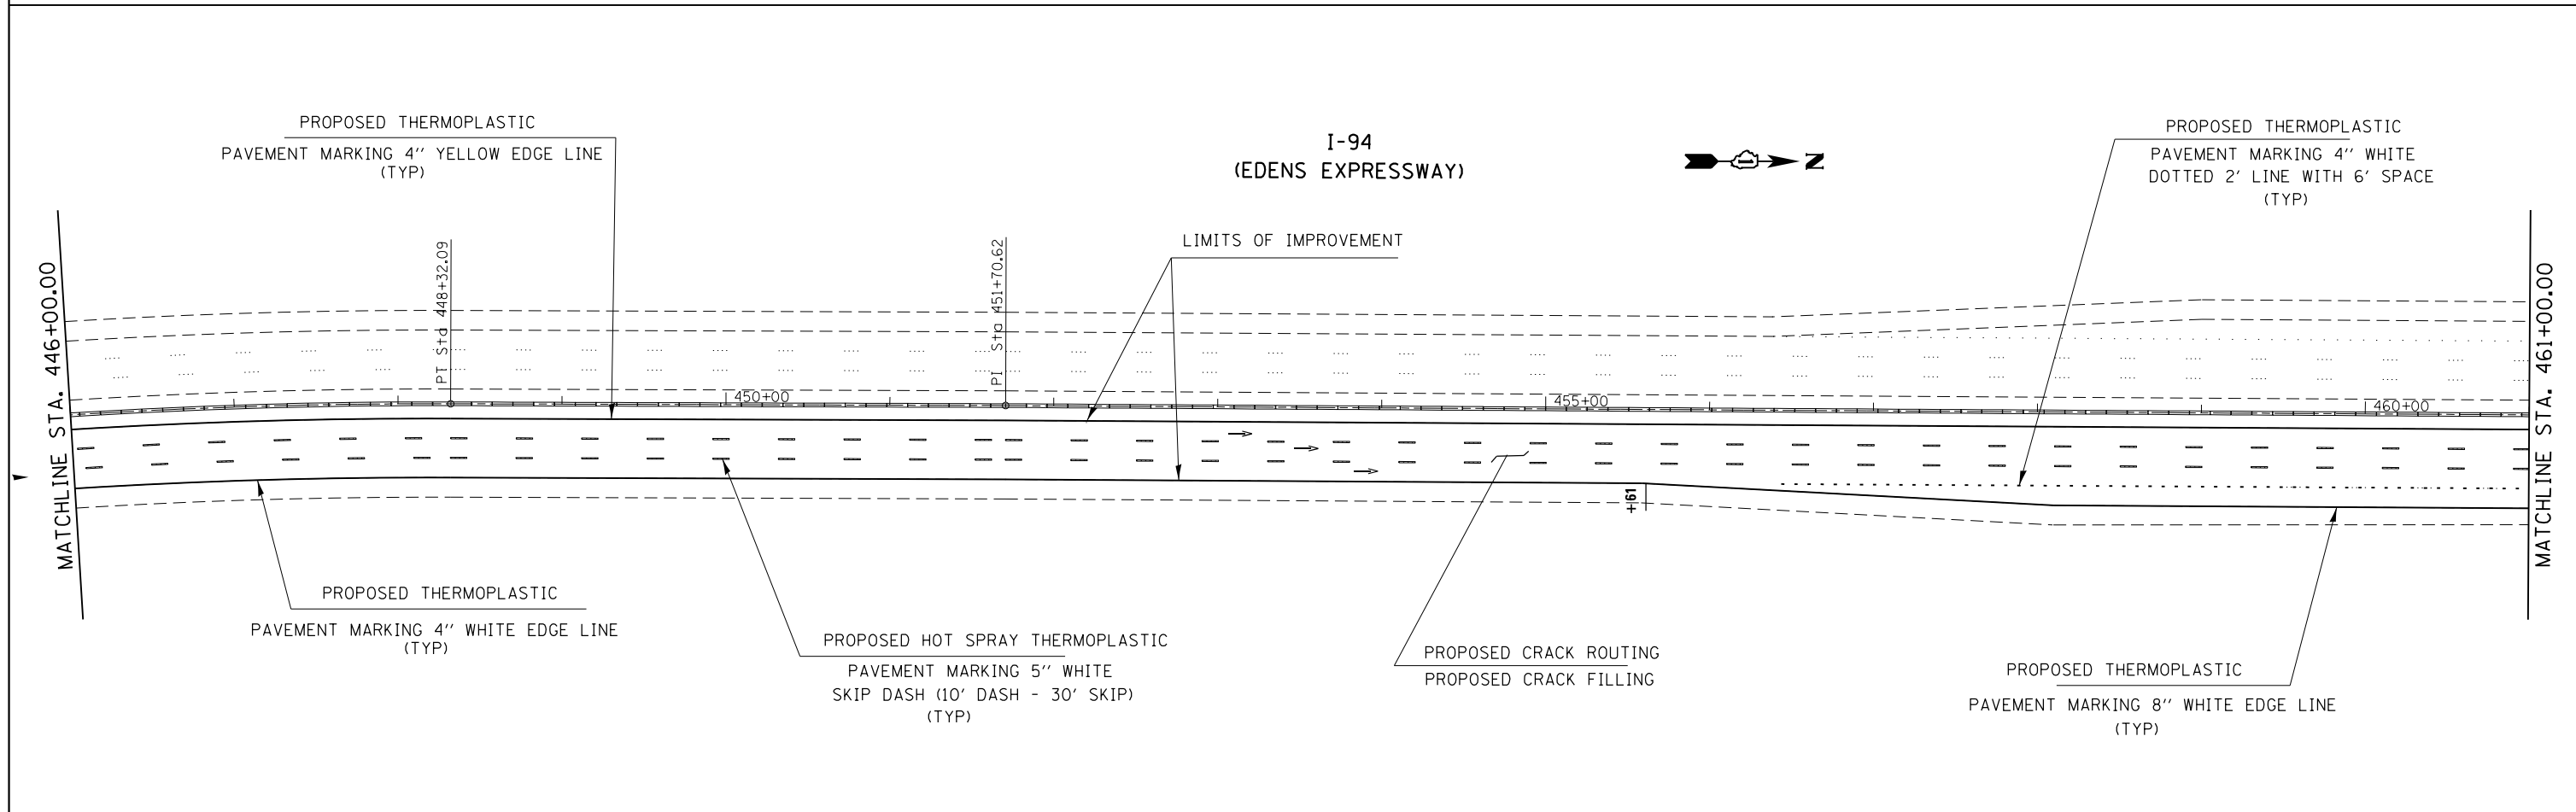 PROPOSED THERMOPLASTIC
PAVEMENT MARKING 4'' YELLOW EDGE LINE
(TYP)
I-94
(EDENS EXPRESSWAY)
N
PROPOSED THERMOPLASTIC
PAVEMENT MARKING 4'' WHITE
DOTTED 2' LINE WITH 6' SPACE
(TYP)
LIMITS OF IMPROVEMENT
MATCHLINE STA. 446+00.00
PT Sta 448+32.09
PI Sta 451+70.62
MATCHLINE STA. 461+00.00
450+00
455+00
460+00
+61
PROPOSED THERMOPLASTIC
PAVEMENT MARKING 4'' WHITE EDGE LINE
(TYP)
PROPOSED HOT SPRAY THERMOPLASTIC
PAVEMENT MARKING 5'' WHITE
SKIP DASH (10' DASH - 30' SKIP)
(TYP)
PROPOSED CRACK ROUTING
PROPOSED CRACK FILLING
PROPOSED THERMOPLASTIC
PAVEMENT MARKING 8'' WHITE EDGE LINE
(TYP)